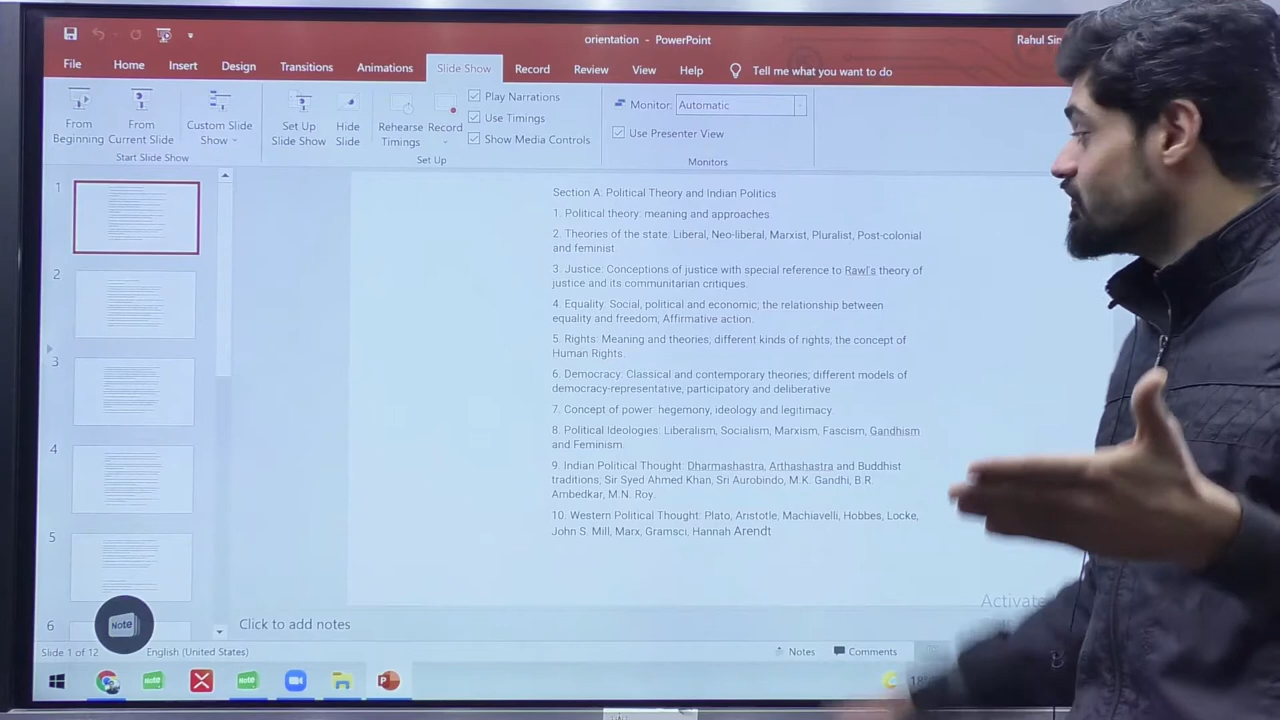 orientation - PowerPoint
Rahul Sin
File Home Insert Design Transitions Animations Slide Show Record Review View Help Tell me what you want to do
From Beginning
From Current Slide
Custom Slide Show
Start Slide Show
Set Up Slide Show
Hide Slide
Rehearse Timings
Record
Play Narrations
Use Timings
Show Media Controls
Set Up
Monitor: Automatic
Use Presenter View
Monitors
1
2
3
4
5
6
Section A: Political Theory and Indian Politics
1. Political theory: meaning and approaches.
2. Theories of the state: Liberal, Neo-liberal, Marxist, Pluralist, Post-colonial
and feminist
3. Justice: Conceptions of justice with special reference to Rawl's theory of
justice and its communitarian critiques.
4. Equality: Social, political and economic; the relationship between
equality and freedom; Affirmative action.
5. Rights: Meaning and theories; different kinds of rights; the concept of
Human Rights.
6. Democracy: Classical and contemporary theories; different models of
democracy-representative, participatory and deliberative
7. Concept of power hegemony, ideology and legitimacy.
8. Political Ideologies: Liberalism, Socialism, Marxism, Fascism, Gandhism
and Feminism.
9. Indian Political Thought: Dharmashastra, Arthashastra and Buddhist
traditions; Sir Syed Ahmed Khan, Sri Aurobindo, M.K. Gandhi, B.R.
Ambedkar, M.N. Roy.
10. Western Political Thought: Plato, Aristotle, Machiavelli, Hobbes, Locke,
John S. Mill, Marx, Gramsci, Hannah Arendt
Activate
Note
Click to add notes
Slide 1 of 12 English (United States)
Notes Comments
Note
Note
18